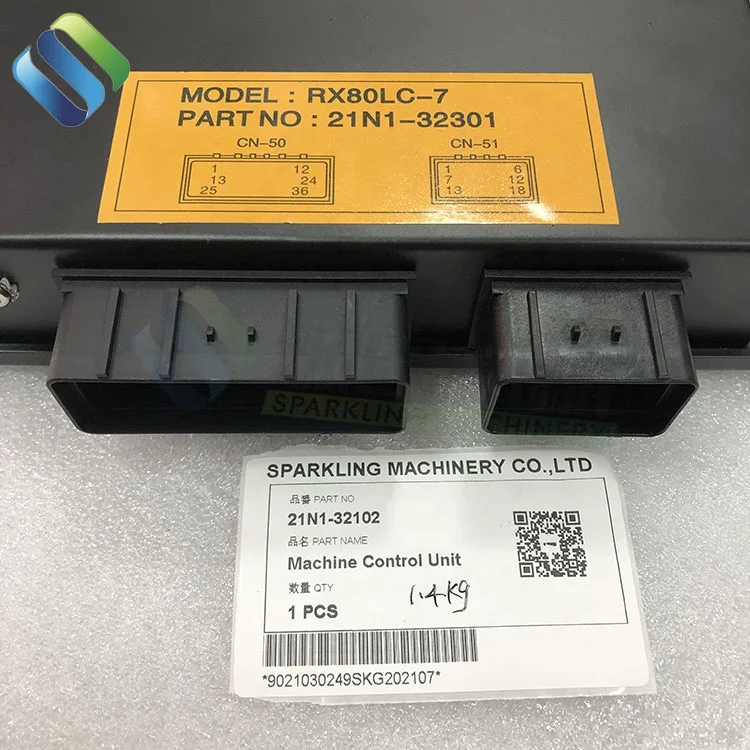 MODEL : RX80LC-7
PART NO : 21N1-32301
CN-50
CN-51
1 12
13 24
25 36
1 6
7 12
13 18
SPARKLING MACHINERY
SPARKLING MACHINERY CO.,LTD
品番 PART NO
21N1-32102
品名 PART NAME
Machine Control Unit
数量 QTY
1 PCS
1.4kg
*9021030249SKG202107*